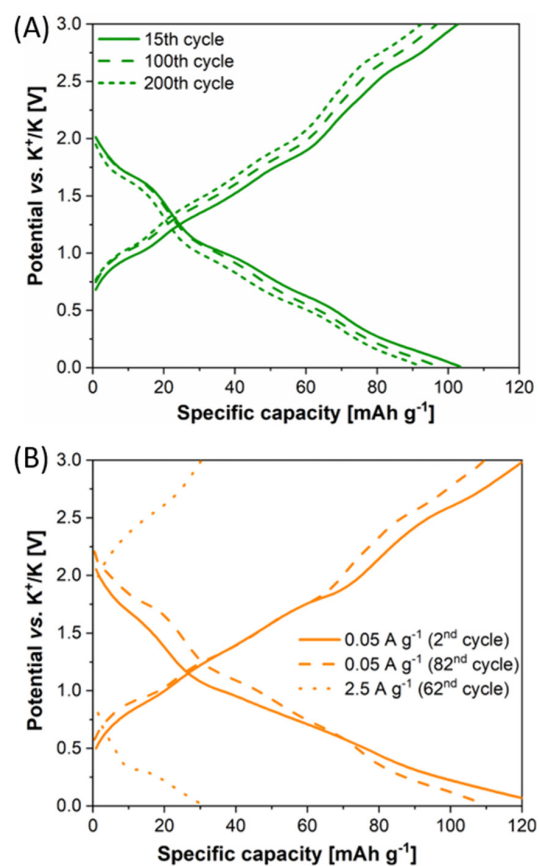 (A)
3.0
2.5
2.0
1.5
1.0
0.5
0.0
Potential vs. K⁺/K [V]
15th cycle
100th cycle
200th cycle
0 20 40 60 80 100 120
Specific capacity [mAh g⁻¹]
(B)
3.0
2.5
2.0
1.5
1.0
0.5
0.0
Potential vs. K⁺/K [V]
0.05 A g⁻¹ (2ⁿᵈ cycle)
0.05 A g⁻¹ (82ⁿᵈ cycle)
2.5 A g⁻¹ (62ⁿᵈ cycle)
0 20 40 60 80 100 120
Specific capacity [mAh g⁻¹]